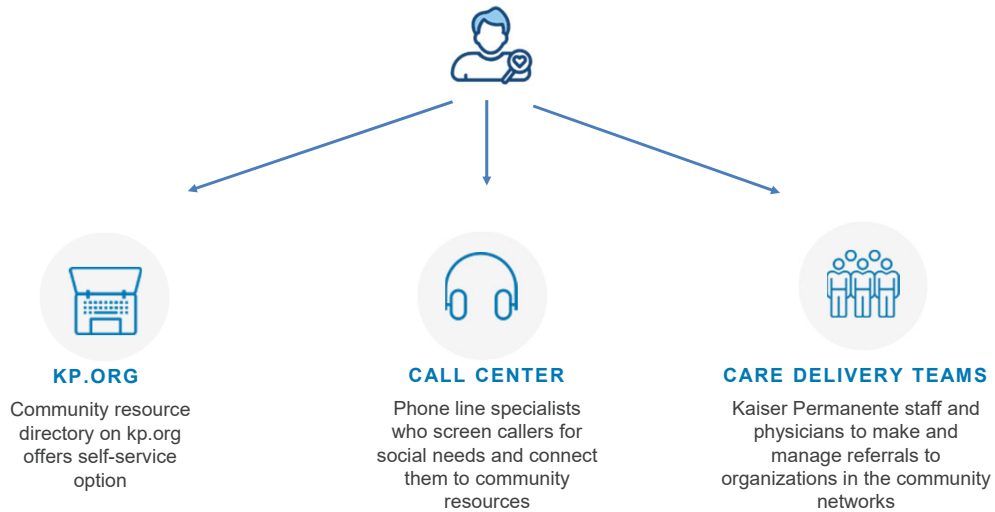 KP.ORG
Community resource
directory on kp.org
offers self-service
option
CALL CENTER
Phone line specialists
who screen callers for
social needs and connect
them to community
resources
CARE DELIVERY TEAMS
Kaiser Permanente staff and
physicians to make and
manage referrals to
organizations in the community
networks